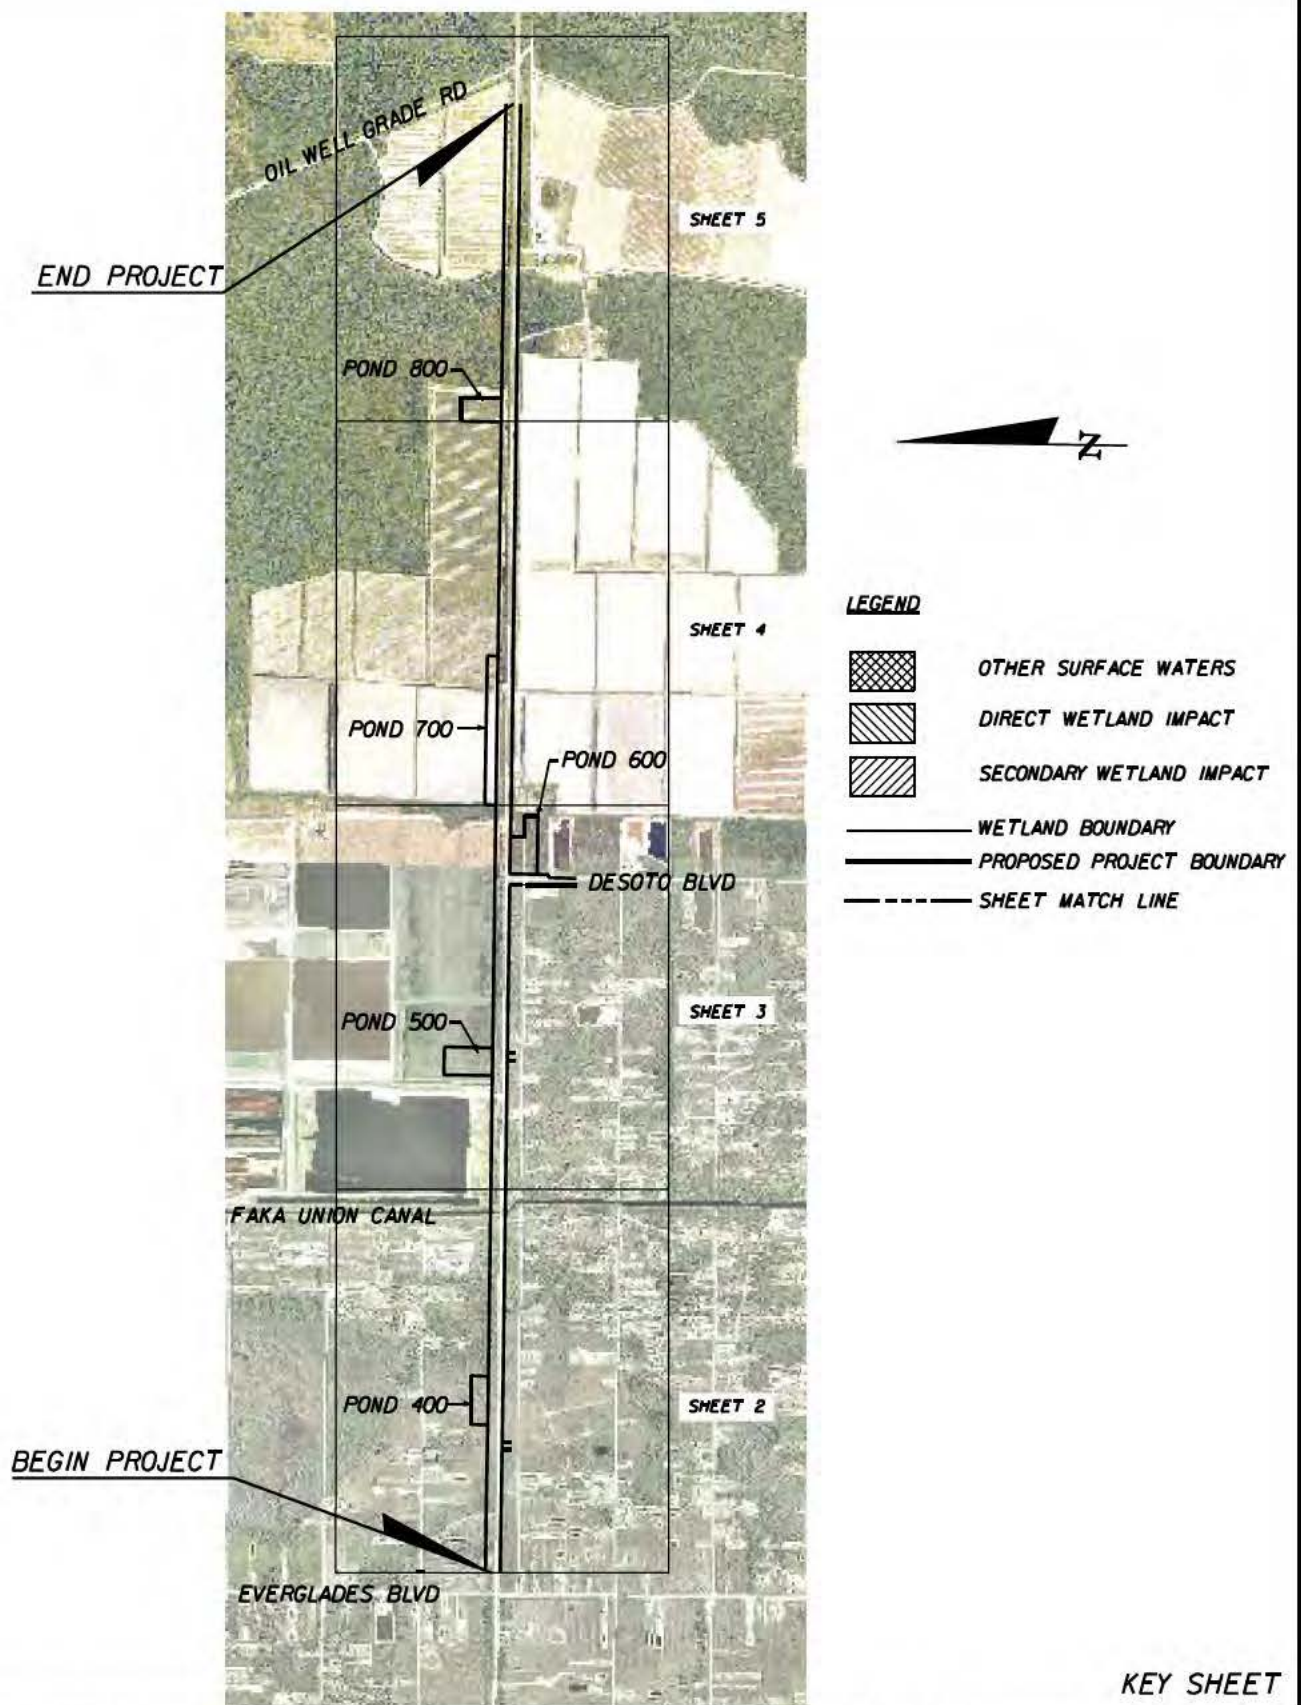 OIL WELL GRADE RD
SHEET 5
END PROJECT
POND 800
N
LEGEND
SHEET 4
OTHER SURFACE WATERS
DIRECT WETLAND IMPACT
POND 700
POND 600
SECONDARY WETLAND IMPACT
WETLAND BOUNDARY
PROPOSED PROJECT BOUNDARY
DESOTO BLVD
SHEET MATCH LINE
SHEET 3
POND 500
FAKA UNION CANAL
POND 400
SHEET 2
BEGIN PROJECT
EVERGLADES BLVD
KEY SHEET